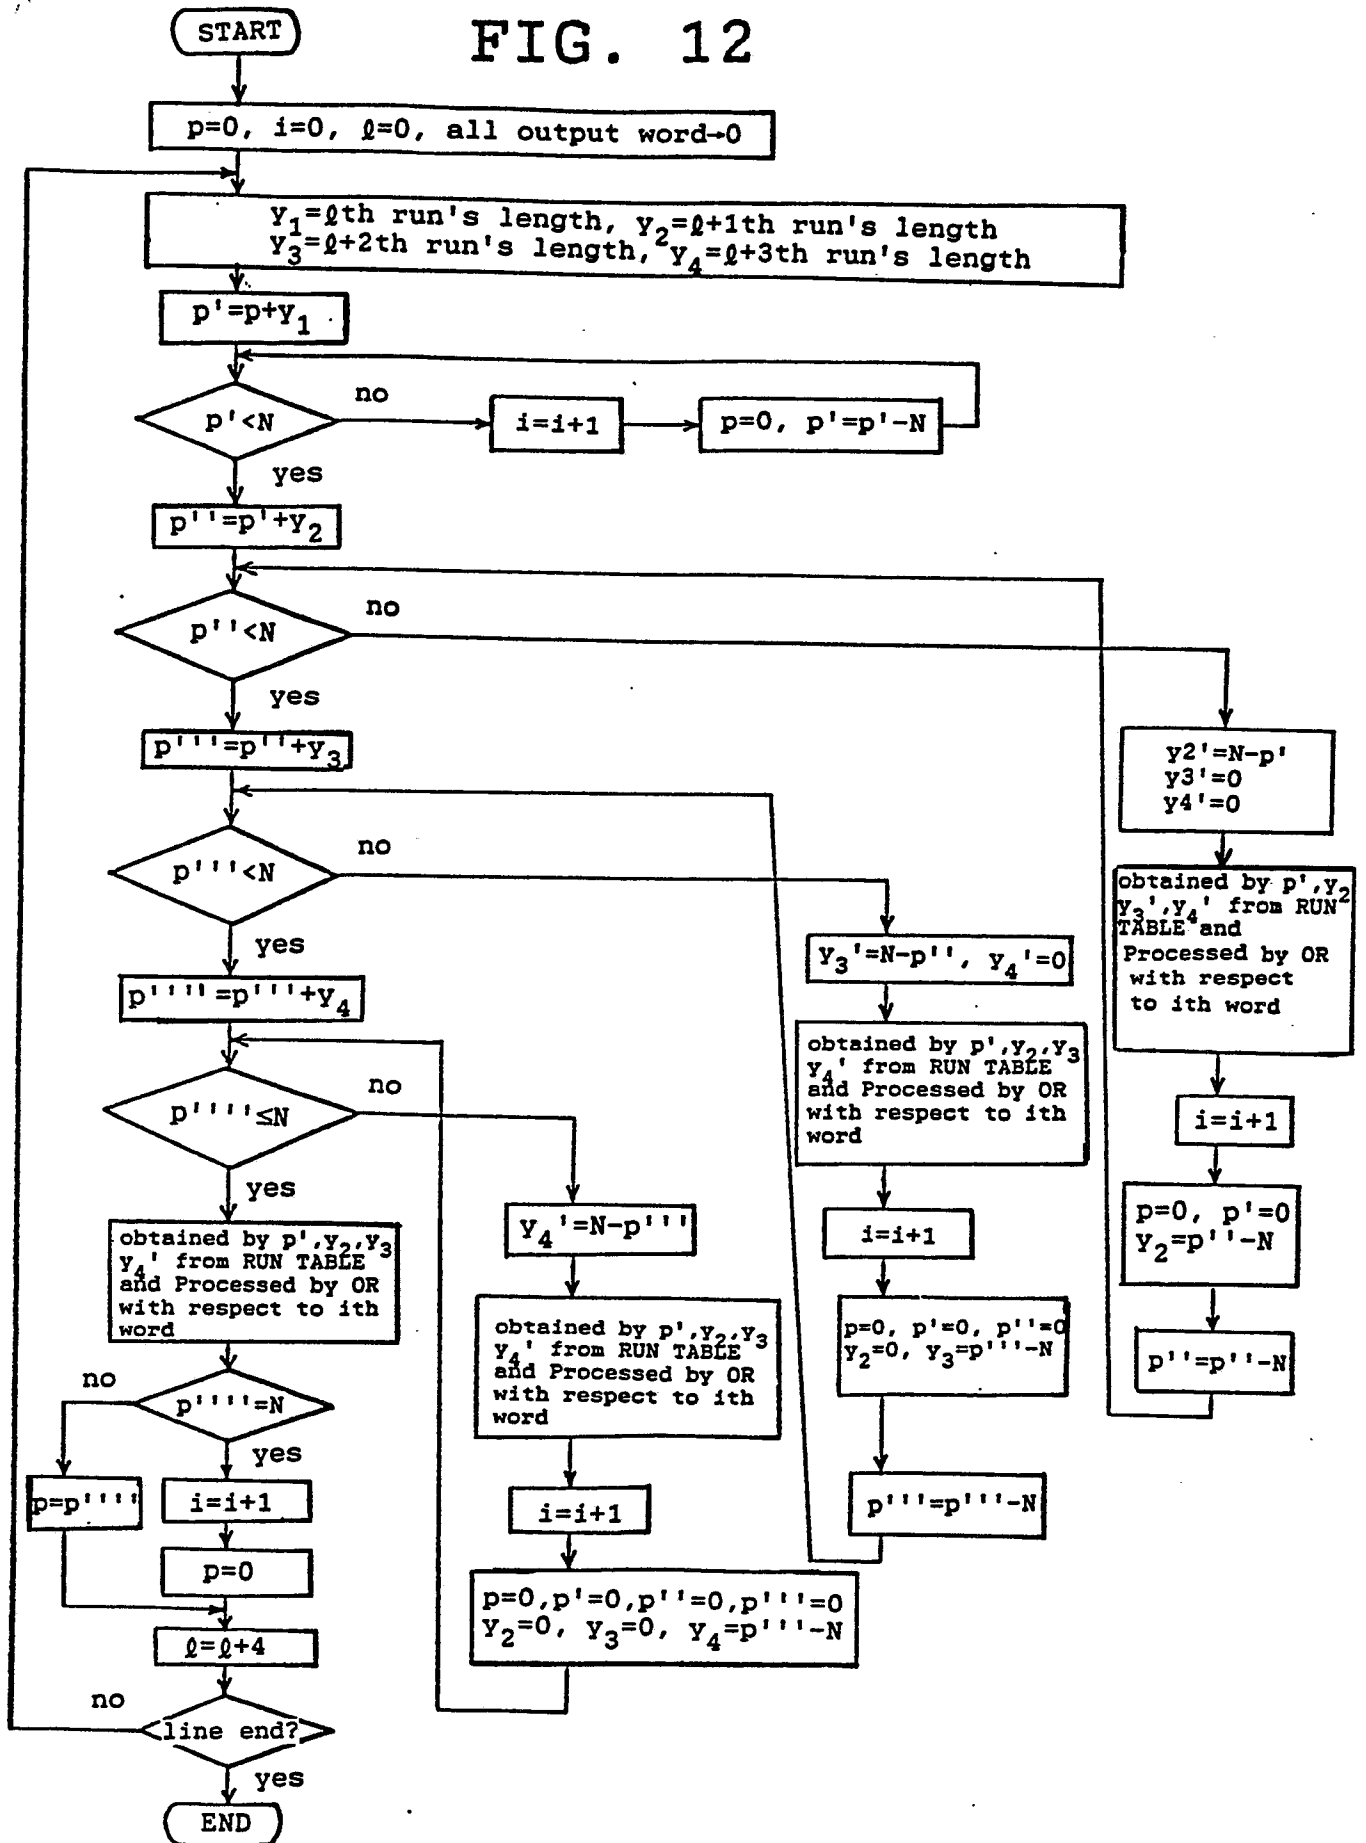 FIG. 12
START
p=0, i=0, ℓ=0, all output word→0
y1=ℓth run's length, y2=ℓ+1th run's length
y3=ℓ+2th run's length, y4=ℓ+3th run's length
p'=p+y1
p'<N
no
i=i+1
p=0, p'=p'-N
yes
p''=p'+y2
p''<N
no
yes
y2'=N-p'
y3'=0
y4'=0
obtained by p',y2
y3',y4' from RUN
TABLE and
Processed by OR
with respect
to ith word
i=i+1
p=0, p'=0
y2=p''-N
p''=p''-N
p'''=p''+y3
p'''<N
no
yes
y3'=N-p'', y4'=0
obtained by p',y2,y3
y4' from RUN TABLE
and Processed by OR
with respect to ith
word
i=i+1
p=0, p'=0, p''=0
y2=0, y3=p'''-N
p'''=p'''-N
p''''=p'''+y4
p''''≤N
no
yes
y4'=N-p'''
obtained by p',y2,y3
y4' from RUN TABLE
and Processed by OR
with respect to ith
word
i=i+1
p=0,p'=0,p''=0,p'''=0
y2=0, y3=0, y4=p'''-N
obtained by p',y2,y3
y4' from RUN TABLE
and Processed by OR
with respect to ith
word
p''''=N
no
yes
p=p''''
i=i+1
p=0
ℓ=ℓ+4
line end?
no
yes
END